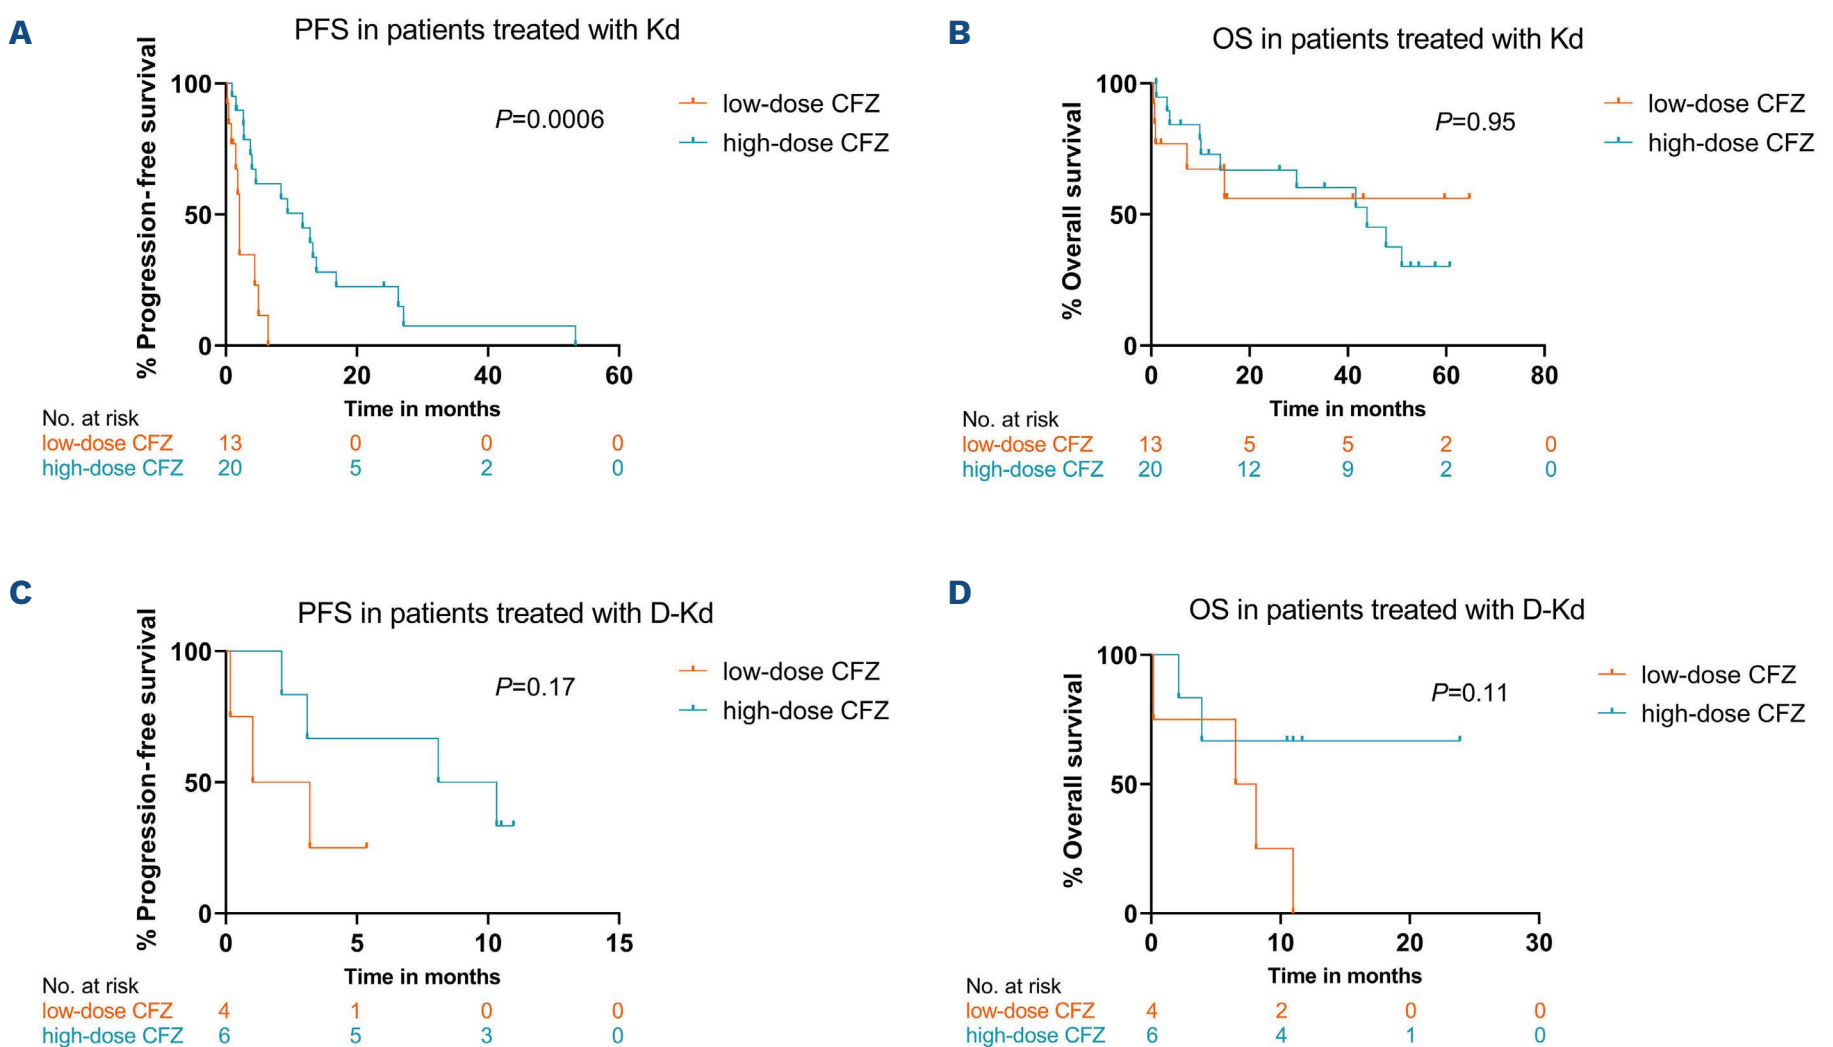 A
PFS in patients treated with Kd
% Progression-free survival
100
50
0
0 20 40 60
Time in months
P=0.0006
low-dose CFZ
high-dose CFZ
No. at risk
low-dose CFZ 13 0 0 0
high-dose CFZ 20 5 2 0
B
OS in patients treated with Kd
% Overall survival
100
50
0
0 20 40 60 80
Time in months
P=0.95
low-dose CFZ
high-dose CFZ
No. at risk
low-dose CFZ 13 5 5 2 0
high-dose CFZ 20 12 9 2 0
C
PFS in patients treated with D-Kd
% Progression-free survival
100
50
0
0 5 10 15
Time in months
P=0.17
low-dose CFZ
high-dose CFZ
No. at risk
low-dose CFZ 4 1 0 0
high-dose CFZ 6 5 3 0
D
OS in patients treated with D-Kd
% Overall survival
100
50
0
0 10 20 30
Time in months
P=0.11
low-dose CFZ
high-dose CFZ
No. at risk
low-dose CFZ 4 2 0 0
high-dose CFZ 6 4 1 0